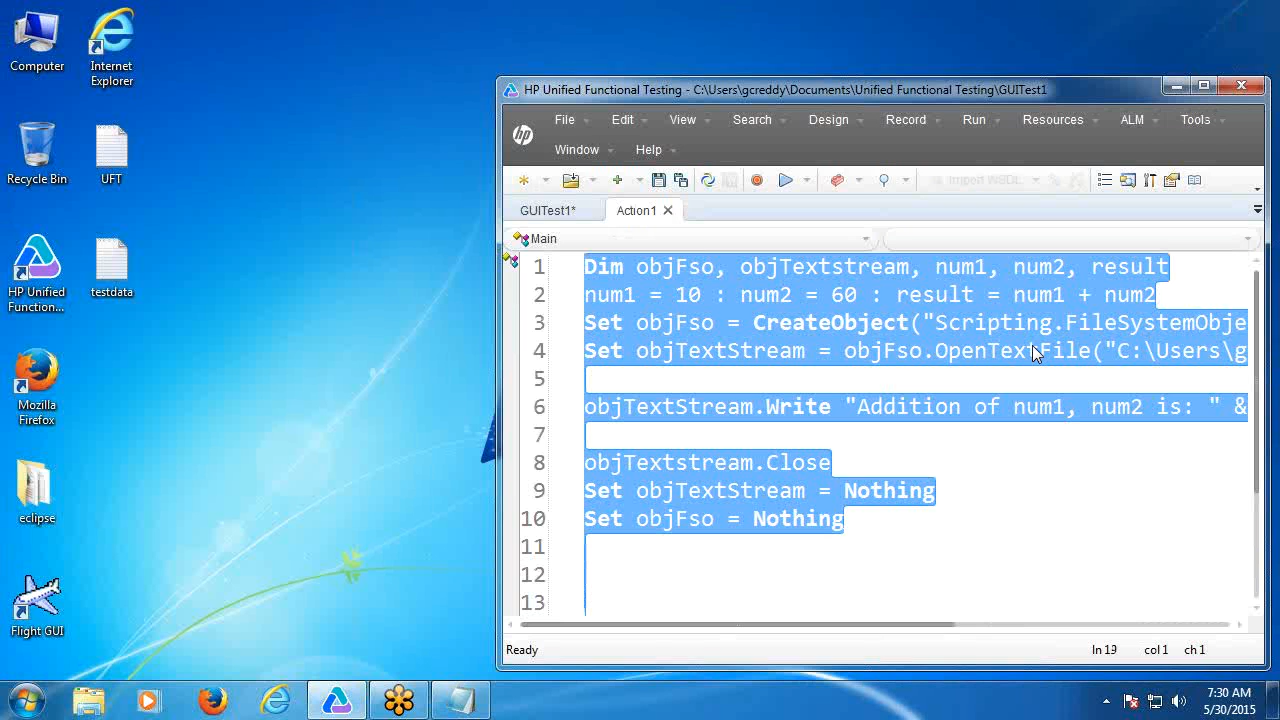 Computer
Internet Explorer
Recycle Bin
UFT
HP Unified Function...
testdata
Mozilla Firefox
eclipse
Flight GUI
HP Unified Functional Testing - C:\Users\gcreddy\Documents\Unified Functional Testing\GUITest1
hp
File Edit View Search Design Record Run Resources ALM Tools
Window Help
Import WSDL
GUITest1* Action1
Main
1 Dim objFso, objTextstream, num1, num2, result
2 num1 = 10 : num2 = 60 : result = num1 + num2
3 Set objFso = CreateObject("Scripting.FileSystemObje
4 Set objTextStream = objFso.OpenTextFile("C:\Users\g
5
6 objTextStream.Write "Addition of num1, num2 is: " &
7
8 objTextstream.Close
9 Set objTextStream = Nothing
10 Set objFso = Nothing
11
12
13
Ready Ln 19 col 1 ch 1
7:30 AM
5/30/2015